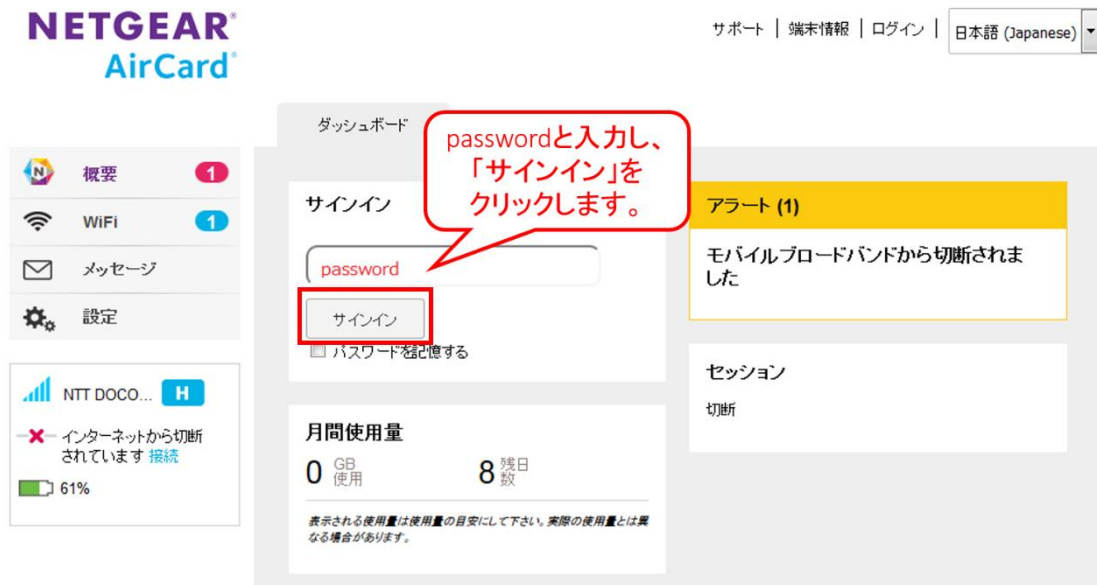 NETGEAR®
AirCard®
サポート | 端末情報 | ログイン | 日本語 (Japanese)
ダッシュボード
passwordと入力し、
「サインイン」を
クリックします。
N 概要 1
WiFi 1
メッセージ
設定
NTT DOCO... H
インターネットから切断
されています 接続
61%
サインイン
password
サインイン
パスワードを記憶する
月間使用量
0 GB
使用
8 残日
数
表示される使用量は使用量の目安にして下さい。実際の使用量とは異
なる場合があります。
アラート (1)
モバイルブロードバンドから切断されま
した
セッション
切断